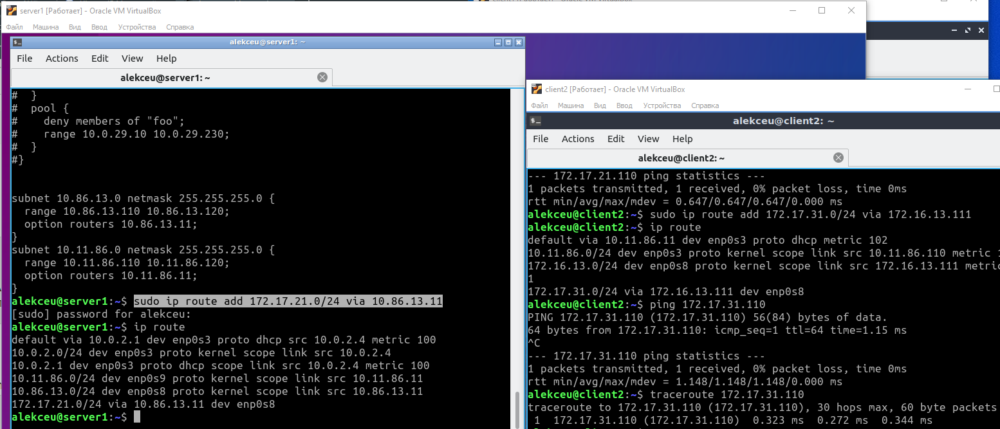 server1 [Работает] - Oracle VM VirtualBox
Файл Машина Вид Ввод Устройства Справка
alekceu@server1: ~
File Actions Edit View Help
alekceu@server1: ~
#  }
#  pool {
#    deny members of "foo";
#    range 10.0.29.10 10.0.29.230;
#  }
#}
subnet 10.86.13.0 netmask 255.255.255.0 {
  range 10.86.13.110 10.86.13.120;
  option routers 10.86.13.11;
}
subnet 10.11.86.0 netmask 255.255.255.0 {
  range 10.11.86.110 10.11.86.120;
  option routers 10.11.86.11;
}
alekceu@server1:~$ sudo ip route add 172.17.21.0/24 via 10.86.13.11
[sudo] password for alekceu:
alekceu@server1:~$ ip route
default via 10.0.2.1 dev enp0s3 proto dhcp src 10.0.2.4 metric 100
10.0.2.0/24 dev enp0s3 proto kernel scope link src 10.0.2.4
10.0.2.1 dev enp0s3 proto dhcp scope link src 10.0.2.4 metric 100
10.11.86.0/24 dev enp0s9 proto kernel scope link src 10.11.86.11
10.86.13.0/24 dev enp0s8 proto kernel scope link src 10.86.13.11
172.17.21.0/24 via 10.86.13.11 dev enp0s8
alekceu@server1:~$
client2 [Работает] - Oracle VM VirtualBox
Файл Машина Вид Ввод Устройства Справка
alekceu@client2: ~
File Actions Edit View Help
alekceu@client2: ~
--- 172.17.21.110 ping statistics ---
1 packets transmitted, 1 received, 0% packet loss, time 0ms
rtt min/avg/max/mdev = 0.647/0.647/0.647/0.000 ms
alekceu@client2:~$ sudo ip route add 172.17.31.0/24 via 172.16.13.111
alekceu@client2:~$ ip route
default via 10.11.86.11 dev enp0s3 proto dhcp metric 102
10.11.86.0/24 dev enp0s3 proto kernel scope link src 10.11.86.110 metric
172.16.13.0/24 dev enp0s8 proto kernel scope link src 172.16.13.111 metric
1
172.17.31.0/24 via 172.16.13.111 dev enp0s8
alekceu@client2:~$ ping 172.17.31.110
PING 172.17.31.110 (172.17.31.110) 56(84) bytes of data.
64 bytes from 172.17.31.110: icmp_seq=1 ttl=64 time=1.15 ms
^C
--- 172.17.31.110 ping statistics ---
1 packets transmitted, 1 received, 0% packet loss, time 0ms
rtt min/avg/max/mdev = 1.148/1.148/1.148/0.000 ms
alekceu@client2:~$ traceroute 172.17.31.110
traceroute to 172.17.31.110 (172.17.31.110), 30 hops max, 60 byte packets
 1  172.17.31.110 (172.17.31.110)  0.323 ms  0.272 ms  0.344 ms